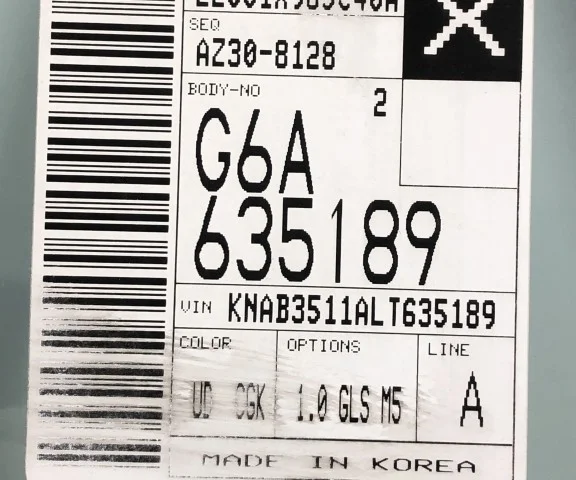 SEQ
AZ30-8128
X
BODY-NO
2
G6A
635189
VIN KNAB3511ALT635189
COLOR
OPTIONS
LINE
UD CGK
1.0 GLS M5
A
MADE IN KOREA